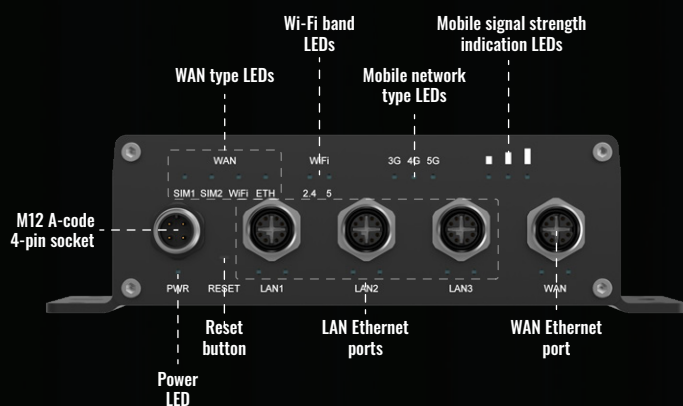 Wi-Fi band
LEDs
Mobile signal strength
indication LEDs
WAN type LEDs
Mobile network
type LEDs
WAN
WiFi
3G 4G 5G
SIM1 SIM2 WiFi ETH
2.4 5
M12 A-code
4-pin socket
PWR
RESET
LAN1
LAN2
LAN3
WAN
Reset
button
LAN Ethernet
ports
WAN Ethernet
port
Power
LED